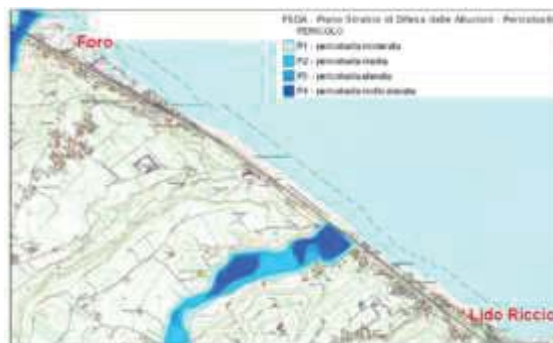 PSDA - Piano Stralcio di Difesa dalle Alluvioni - Pericolosità
PERICOLO
P1 - pericolosità moderata
P2 - pericolosità media
P3 - pericolosità elevata
P4 - pericolosità molto elevata
Foro
Lido Riccio